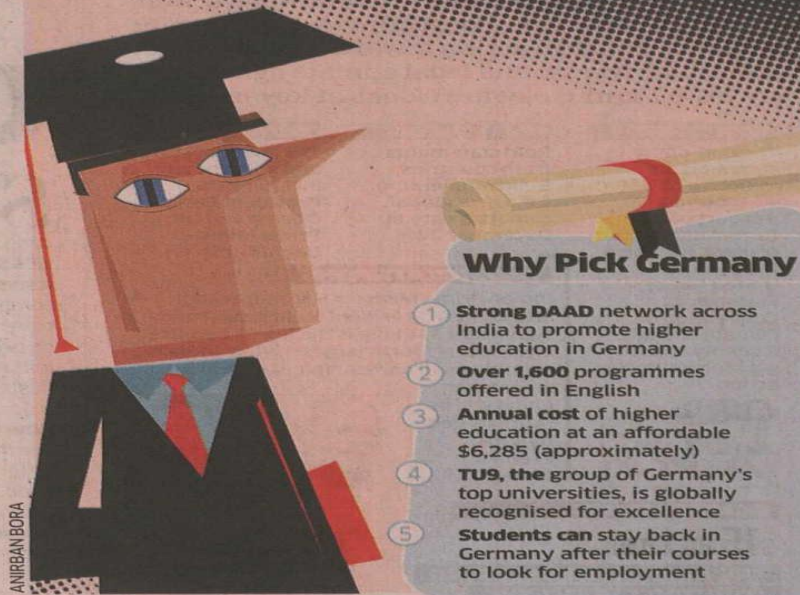 Why Pick Germany
1 Strong DAAD network across
India to promote higher
education in Germany
2 Over 1,600 programmes
offered in English
3 Annual cost of higher
education at an affordable
$6,285 (approximately)
4 TU9, the group of Germany's
top universities, is globally
recognised for excellence
5 Students can stay back in
Germany after their courses
to look for employment
ANIRBAN BORA